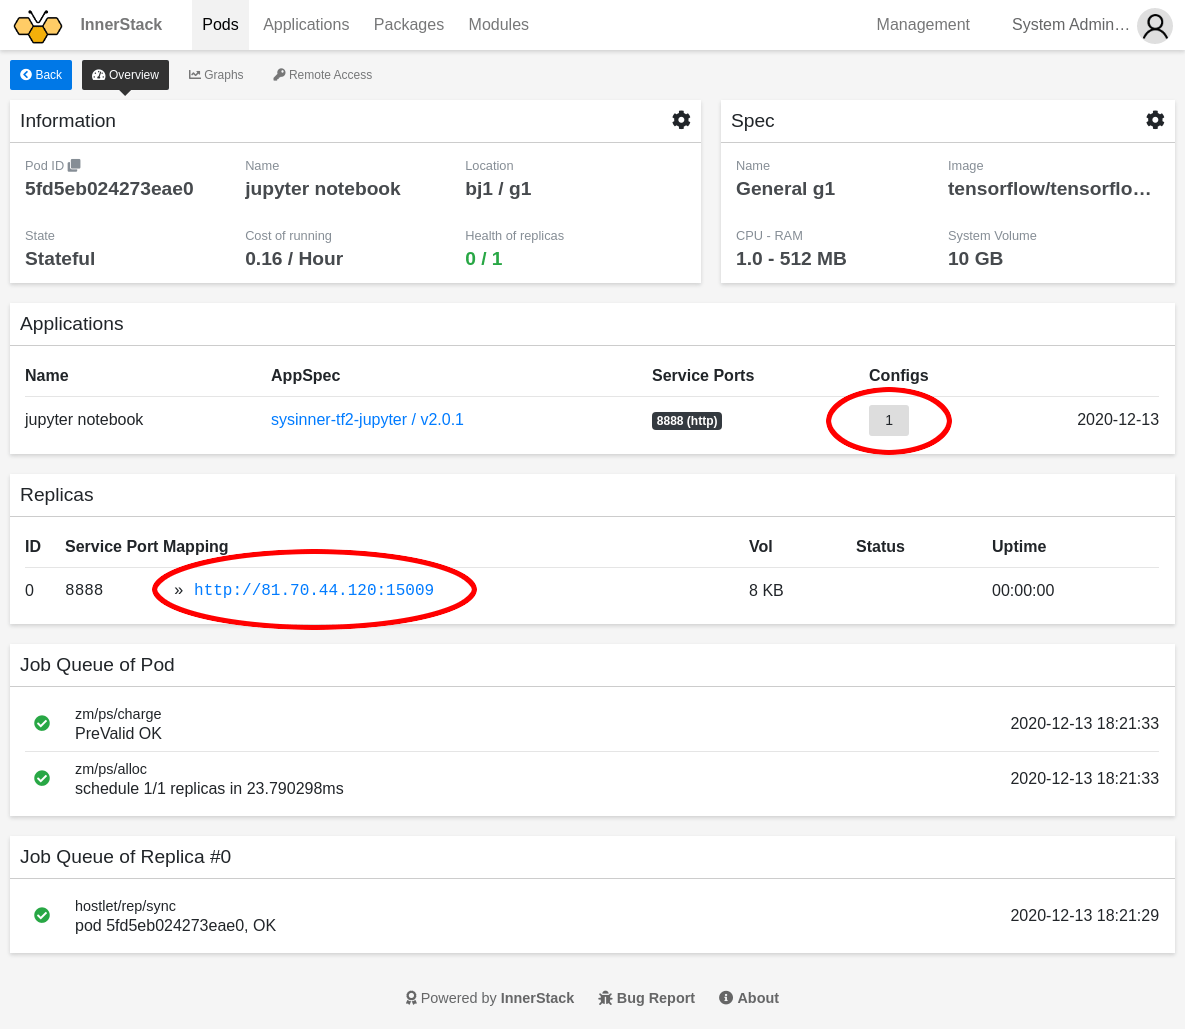 InnerStack Pods Applications Packages Modules Management System Admin…
Back Overview Graphs Remote Access
Information
Pod ID Name Location
5fd5eb024273eae0 jupyter notebook bj1 / g1
State Cost of running Health of replicas
Stateful 0.16 / Hour 0 / 1
Spec
Name Image
General g1 tensorflow/tensorflo…
CPU - RAM System Volume
1.0 - 512 MB 10 GB
Applications
Name AppSpec Service Ports Configs
jupyter notebook sysinner-tf2-jupyter / v2.0.1 8888 (http) 1 2020-12-13
Replicas
ID Service Port Mapping Vol Status Uptime
0 8888 » http://81.70.44.120:15009 8 KB 00:00:00
Job Queue of Pod
zm/ps/charge
PreValid OK 2020-12-13 18:21:33
zm/ps/alloc
schedule 1/1 replicas in 23.790298ms 2020-12-13 18:21:33
Job Queue of Replica #0
hostlet/rep/sync
pod 5fd5eb024273eae0, OK 2020-12-13 18:21:29
Powered by InnerStack Bug Report About